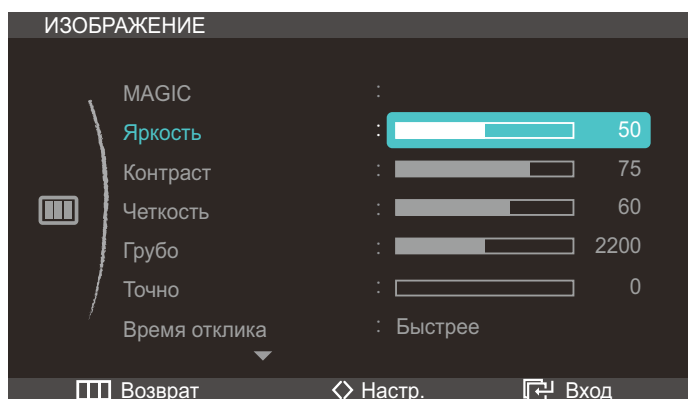 ИЗОБРАЖЕНИЕ
MAGIC :
Яркость : 50
Контраст : 75
Четкость : 60
Грубо : 2200
Точно : 0
Время отклика : Быстрее
Возврат Настр. Вход